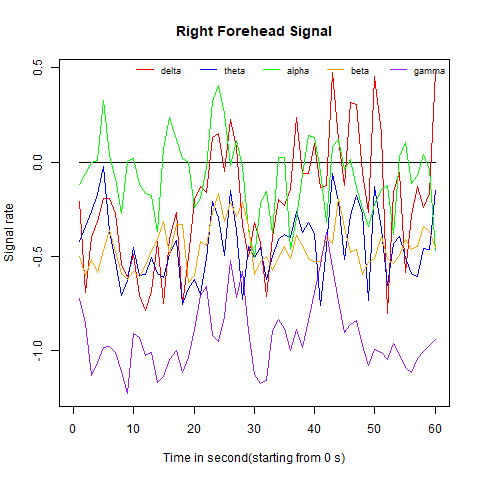 Right Forehead Signal
delta theta alpha beta gamma
0.5
0.0
-0.5
-1.0
Signal rate
0 10 20 30 40 50 60
Time in second(starting from 0 s)